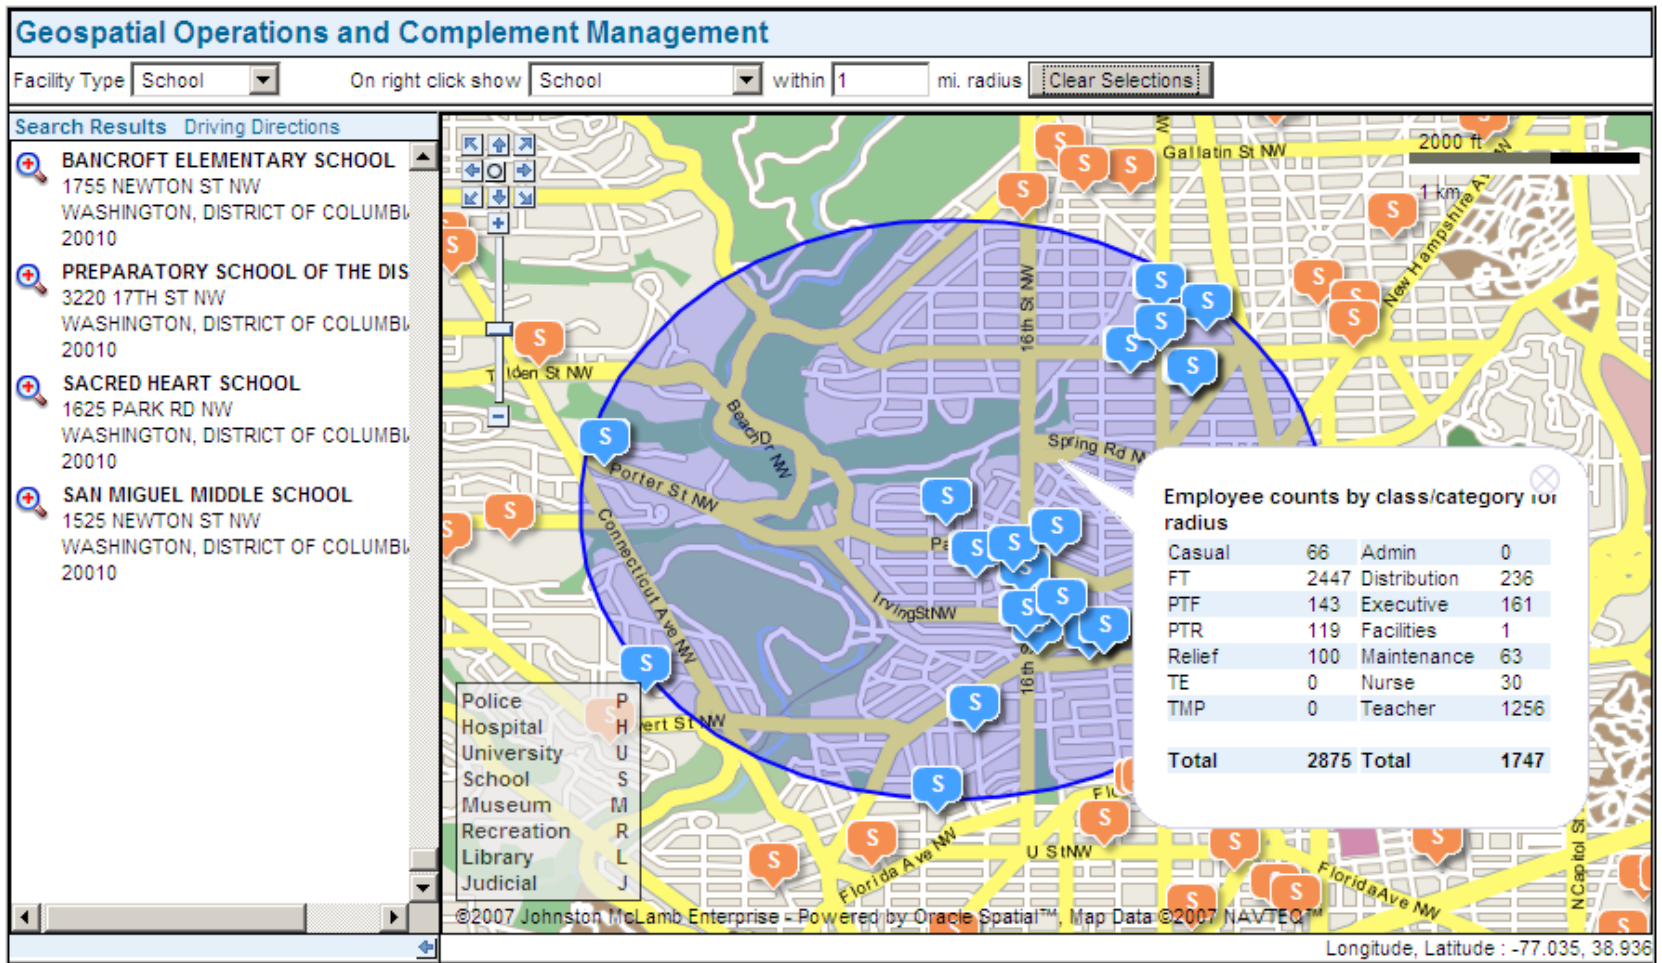 Geospatial Operations and Complement Management
Facility Type School On right click show School within 1 mi. radius Clear Selections
Search Results Driving Directions
BANCROFT ELEMENTARY SCHOOL
1755 NEWTON ST NW
WASHINGTON, DISTRICT OF COLUMBI
20010
PREPARATORY SCHOOL OF THE DIS
3220 17TH ST NW
WASHINGTON, DISTRICT OF COLUMBI
20010
SACRED HEART SCHOOL
1625 PARK RD NW
WASHINGTON, DISTRICT OF COLUMBI
20010
SAN MIGUEL MIDDLE SCHOOL
1525 NEWTON ST NW
WASHINGTON, DISTRICT OF COLUMBI
20010
2000 ft
1 km
Gallatin St NW
New Hampshire Av
16th St NW
lden St NW
Beach Dr NW
Spring Rd N
Porter St NW
Connecticut Ave NW
Pa
Irving St NW
16th S
vert St NW
Flo
U St NW
Florida Ave NW
Florida Ave NW
N Capitol St
Employee counts by class/category for
radius
Casual 66 Admin 0
FT 2447 Distribution 236
PTF 143 Executive 161
PTR 119 Facilities 1
Relief 100 Maintenance 63
TE 0 Nurse 30
TMP 0 Teacher 1256
Total 2875 Total 1747
Police P
Hospital H
University U
School S
Museum M
Recreation R
Library L
Judicial J
©2007 Johnston McLamb Enterprise - Powered by Oracle Spatial™, Map Data ©2007 NAVTEQ™
Longitude, Latitude : -77.035, 38.936